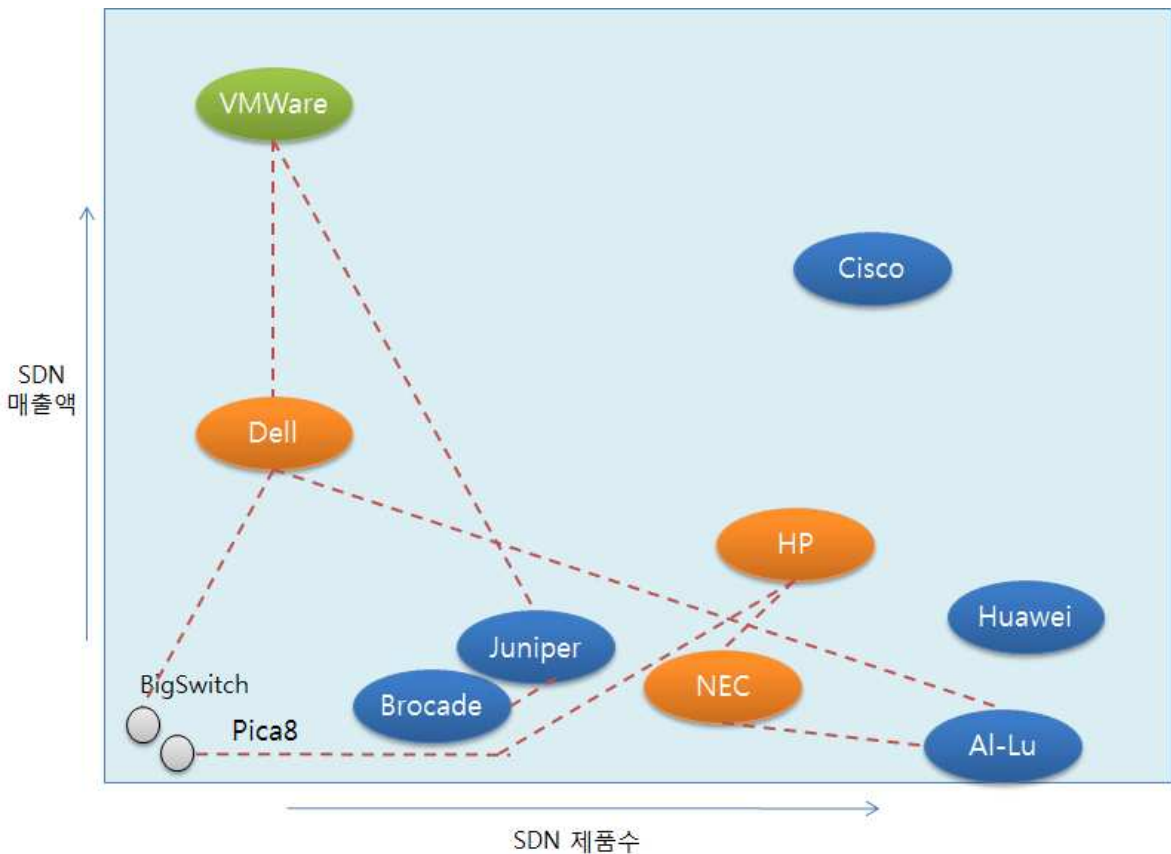 VMWare
Cisco
SDN
매출액
Dell
HP
Huawei
Juniper
NEC
BigSwitch
Brocade
Pica8
Al-Lu
SDN 제품수